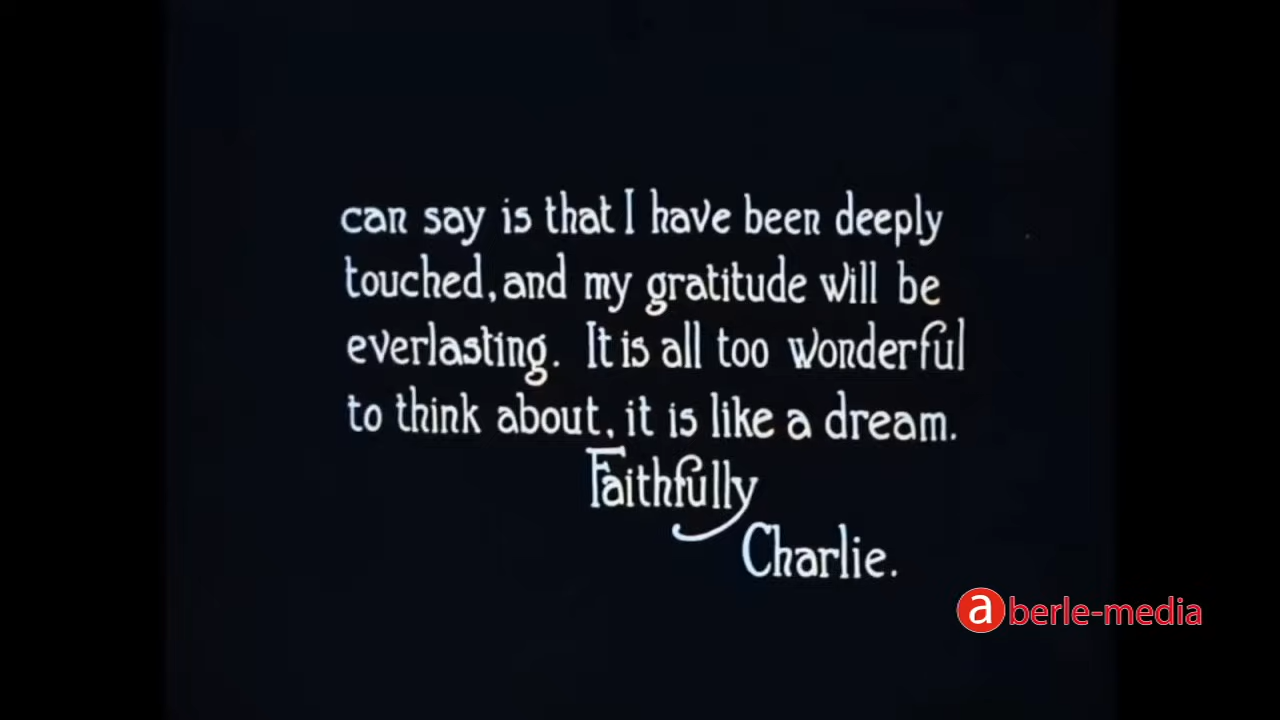 can say is that I have been deeply
touched, and my gratitude will be
everlasting. It is all too wonderful
to think about, it is like a dream.
Faithfully
Charlie.
aberle-media